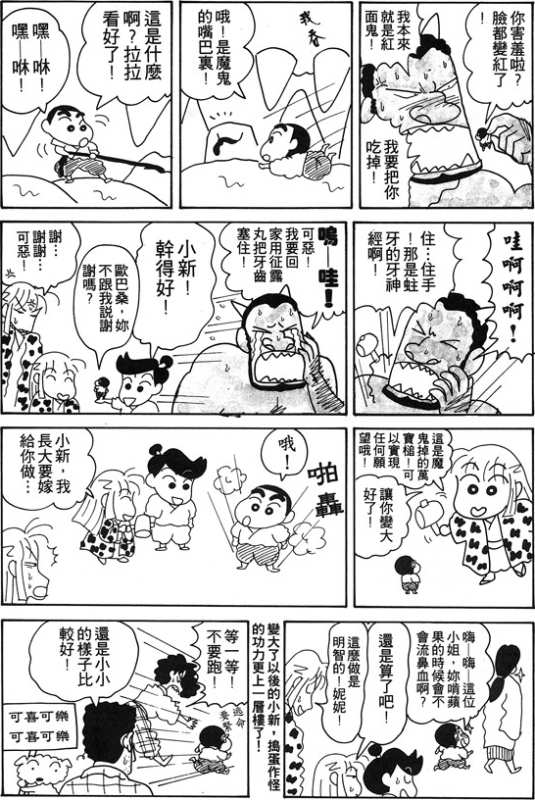 你害羞啦？
臉都變紅了
我本來
就是紅
面鬼！
我要把你
吃掉！
我ㄘㄨㄣ
哦！是魔鬼
的嘴巴裏！
這是什麼
啊？拉拉
看好了！
嘿—咻！
嘿—咻！
哇啊啊啊！
住…住手
！那是蛀
牙的牙神
經啊！
嗚—哇！
可惡！
我要回
家用征露
丸把牙齒
塞住！
小新！
幹得好！
歐巴桑，妳
不跟我說謝
謝嗎？
謝…
謝謝…
可惡！
這是魔
鬼掉的萬
寶槌！可
以實現
任何願
望哦！
讓你變大
好了！
哦！
啪
轟
小新，我
長大要嫁
給你做…
嗨—嗨！這位
小姐，妳啃蘋
果的時候會不
會流鼻血啊？
還是算了吧！
這麼做是
明智的！妮妮！
變大了以後的小新，搗蛋作怪
的功力更上一層樓了！
等一等！
不要跑！
逃命
要緊
還是小小
的樣子比
較好！
可喜可樂
可喜可樂